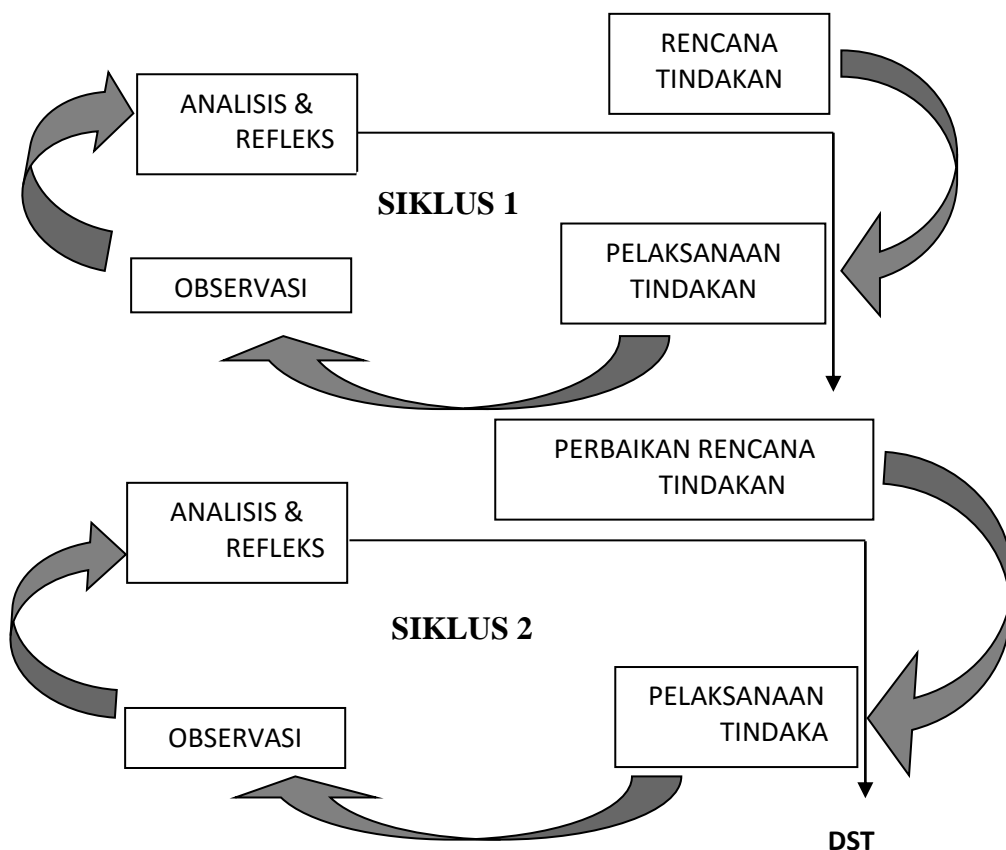 RENCANA
TINDAKAN
ANALISIS &
REFLEKS
SIKLUS 1
PELAKSANAAN
TINDAKAN
OBSERVASI
PERBAIKAN RENCANA
TINDAKAN
ANALISIS &
REFLEKS
SIKLUS 2
PELAKSANAAN
TINDAKA
OBSERVASI
DST